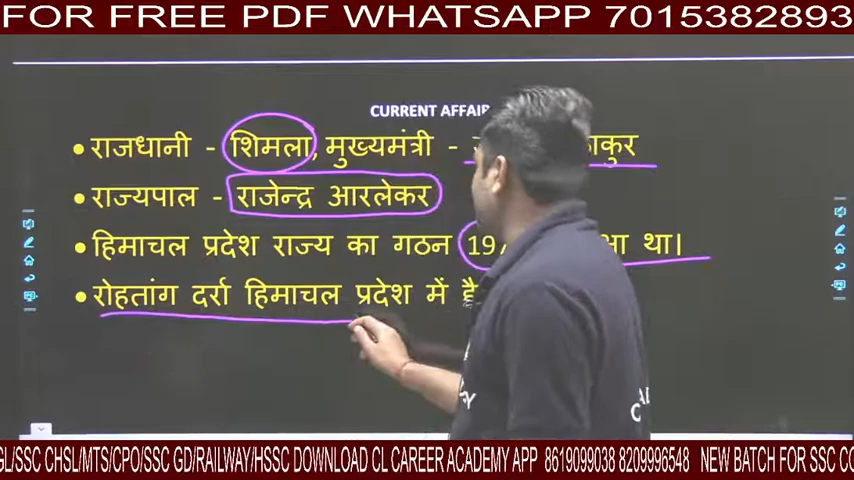 FOR FREE PDF WHATSAPP 7015382893
CURRENT AFFAIR
• राजधानी - शिमला, मुख्यमंत्री -
• राज्यपाल - राजेन्द्र आरलेकर
• हिमाचल प्रदेश राज्य का गठन था।
• रोहतांग दर्रा हिमाचल प्रदेश में
GL/SSC CHSL/MTS/CPO/SSC GD/RAILWAY/HSSC DOWNLOAD CL CAREER ACADEMY APP 8619099038 8209996548 NEW BATCH FOR SSC